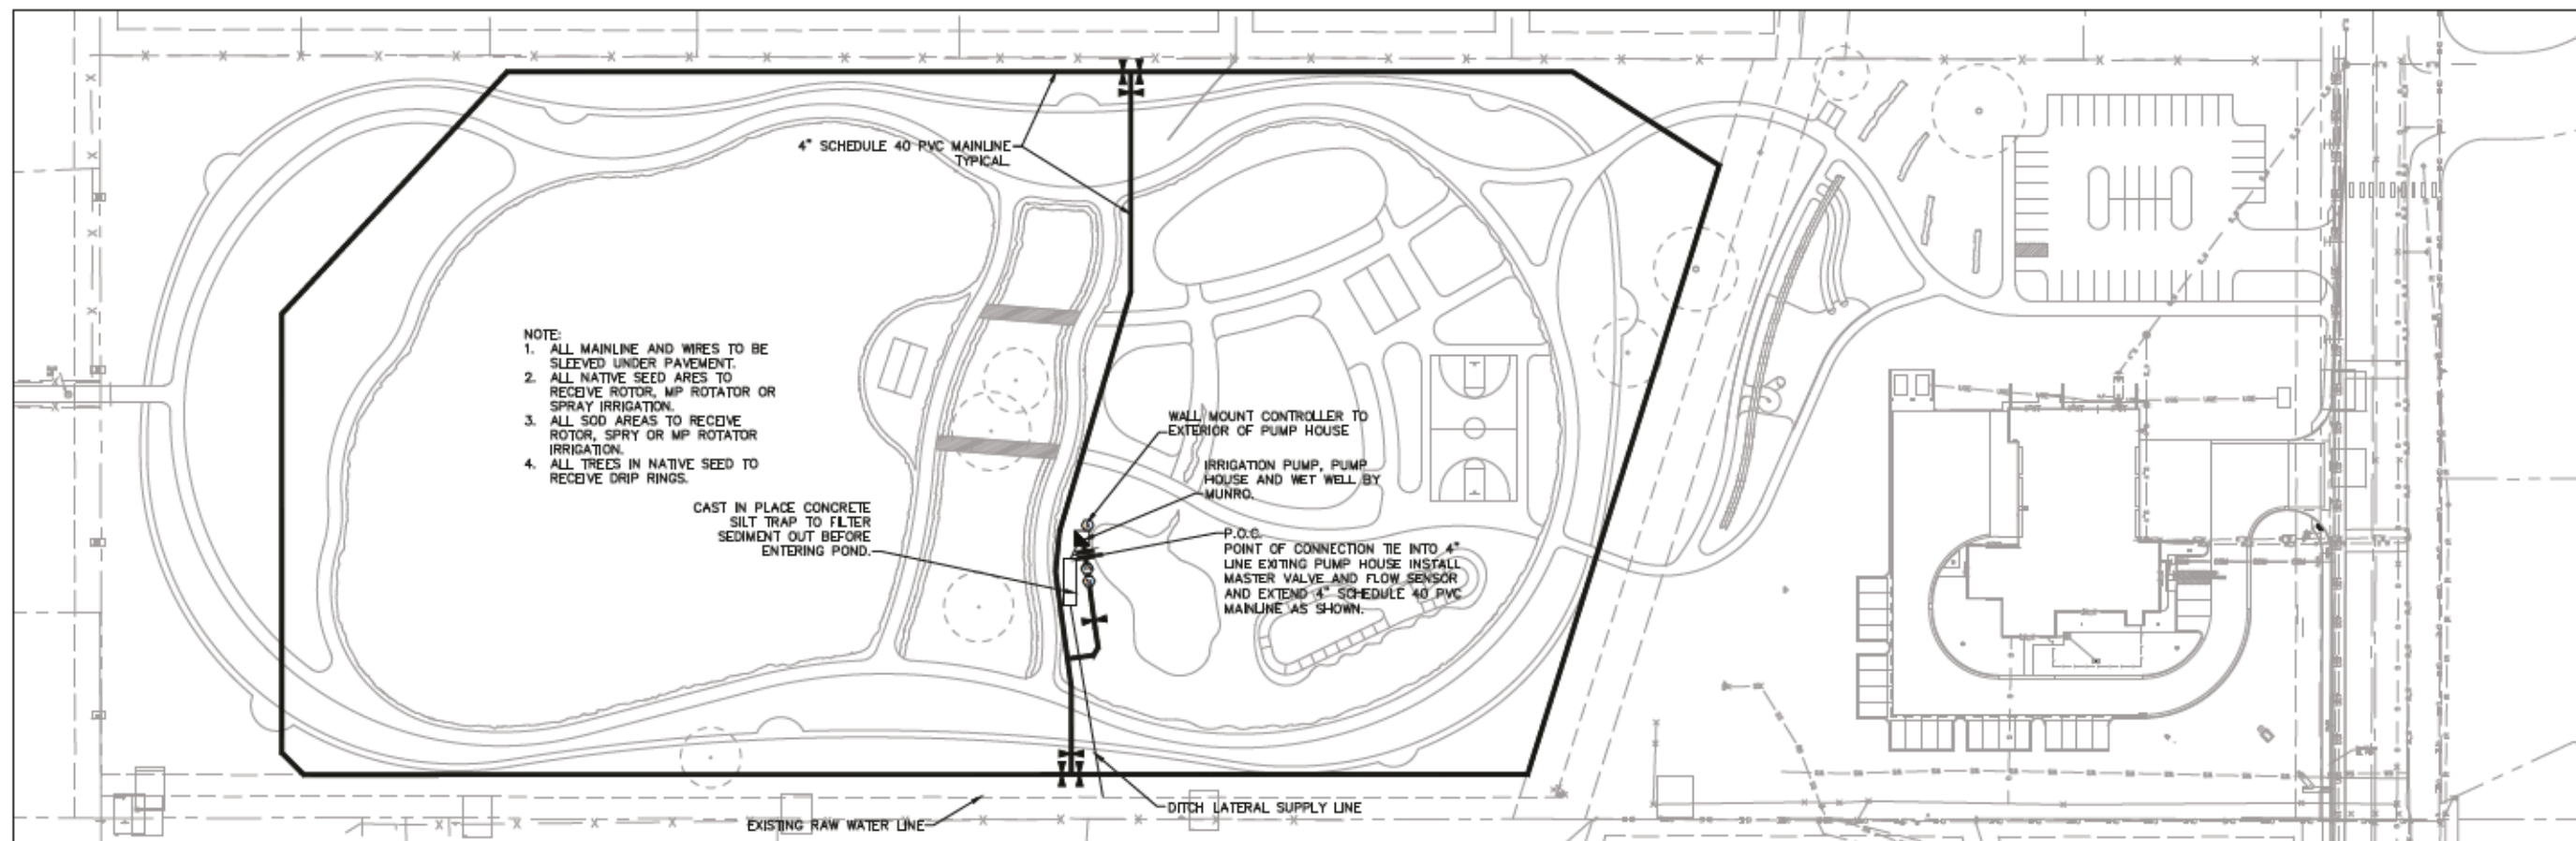 4" SCHEDULE 40 PVC MAINLINE
TYPICAL
NOTE:
1. ALL MAINLINE AND WIRES TO BE
SLEEVED UNDER PAVEMENT.
2. ALL NATIVE SEED ARES TO
RECEIVE ROTOR, MP ROTATOR OR
SPRAY IRRIGATION.
3. ALL SOD AREAS TO RECEIVE
ROTOR, SPRY OR MP ROTATOR
IRRIGATION.
4. ALL TREES IN NATIVE SEED TO
RECEIVE DRIP RINGS.
CAST IN PLACE CONCRETE
SILT TRAP TO FILTER
SEDIMENT OUT BEFORE
ENTERING POND.
WALL MOUNT CONTROLLER TO
EXTERIOR OF PUMP HOUSE
IRRIGATION PUMP, PUMP
HOUSE AND WET WELL BY
MUNRO.
P.O.C.
POINT OF CONNECTION TIE INTO 4"
LINE EXITING PUMP HOUSE INSTALL
MASTER VALVE AND FLOW SENSOR
AND EXTEND 4" SCHEDULE 40 PVC
MAINLINE AS SHOWN.
DITCH LATERAL SUPPLY LINE
EXISTING RAW WATER LINE